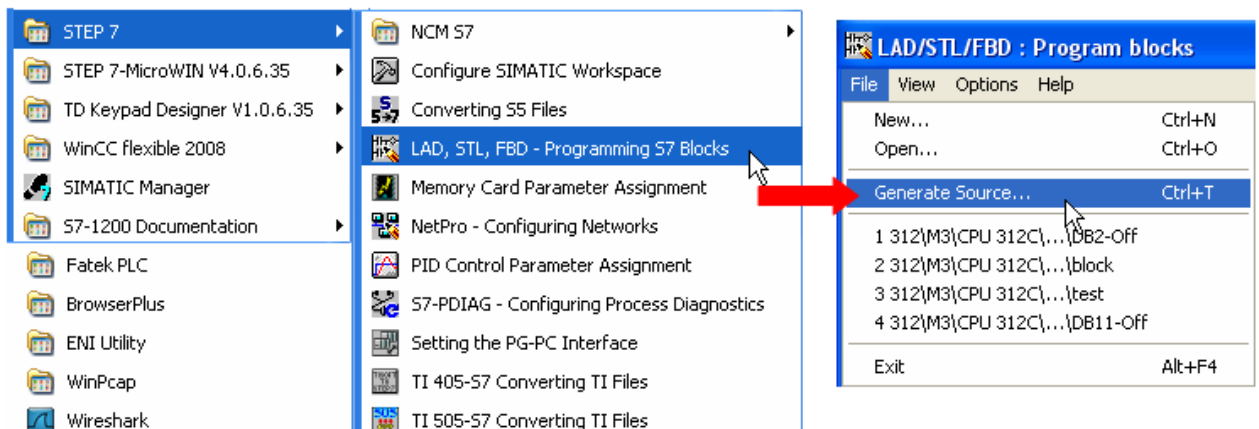 STEP 7
STEP 7-MicroWIN V4.0.6.35
TD Keypad Designer V1.0.6.35
WinCC flexible 2008
SIMATIC Manager
S7-1200 Documentation
Fatek PLC
BrowserPlus
ENI Utility
WinPcap
Wireshark
NCM S7
Configure SIMATIC Workspace
Converting S5 Files
LAD, STL, FBD - Programming S7 Blocks
Memory Card Parameter Assignment
NetPro - Configuring Networks
PID Control Parameter Assignment
S7-PDIAG - Configuring Process Diagnostics
Setting the PG-PC Interface
TI 405-S7 Converting TI Files
TI 505-S7 Converting TI Files
LAD/STL/FBD : Program blocks
File View Options Help
New... Ctrl+N
Open... Ctrl+O
Generate Source... Ctrl+T
1 312\M3\CPU 312C\...\DB2-Off
2 312\M3\CPU 312C\...\block
3 312\M3\CPU 312C\...\test
4 312\M3\CPU 312C\...\DB11-Off
Exit Alt+F4